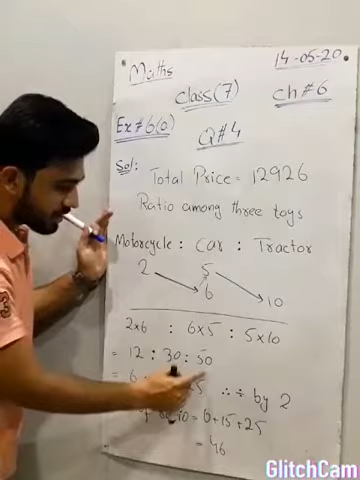 Maths
14-05-20
Class(7)
ch#6
Ex#6(a)
Q#4
Sol:
Total Price = 12926
Ratio among three toys
Motorcycle : car : Tractor
2 5
6 10
2x6 : 6x5 : 5x10
= 12 : 30 : 50
= 6 ∴ ÷ by 2
= 6+15+25
= 46
3
GlitchCam